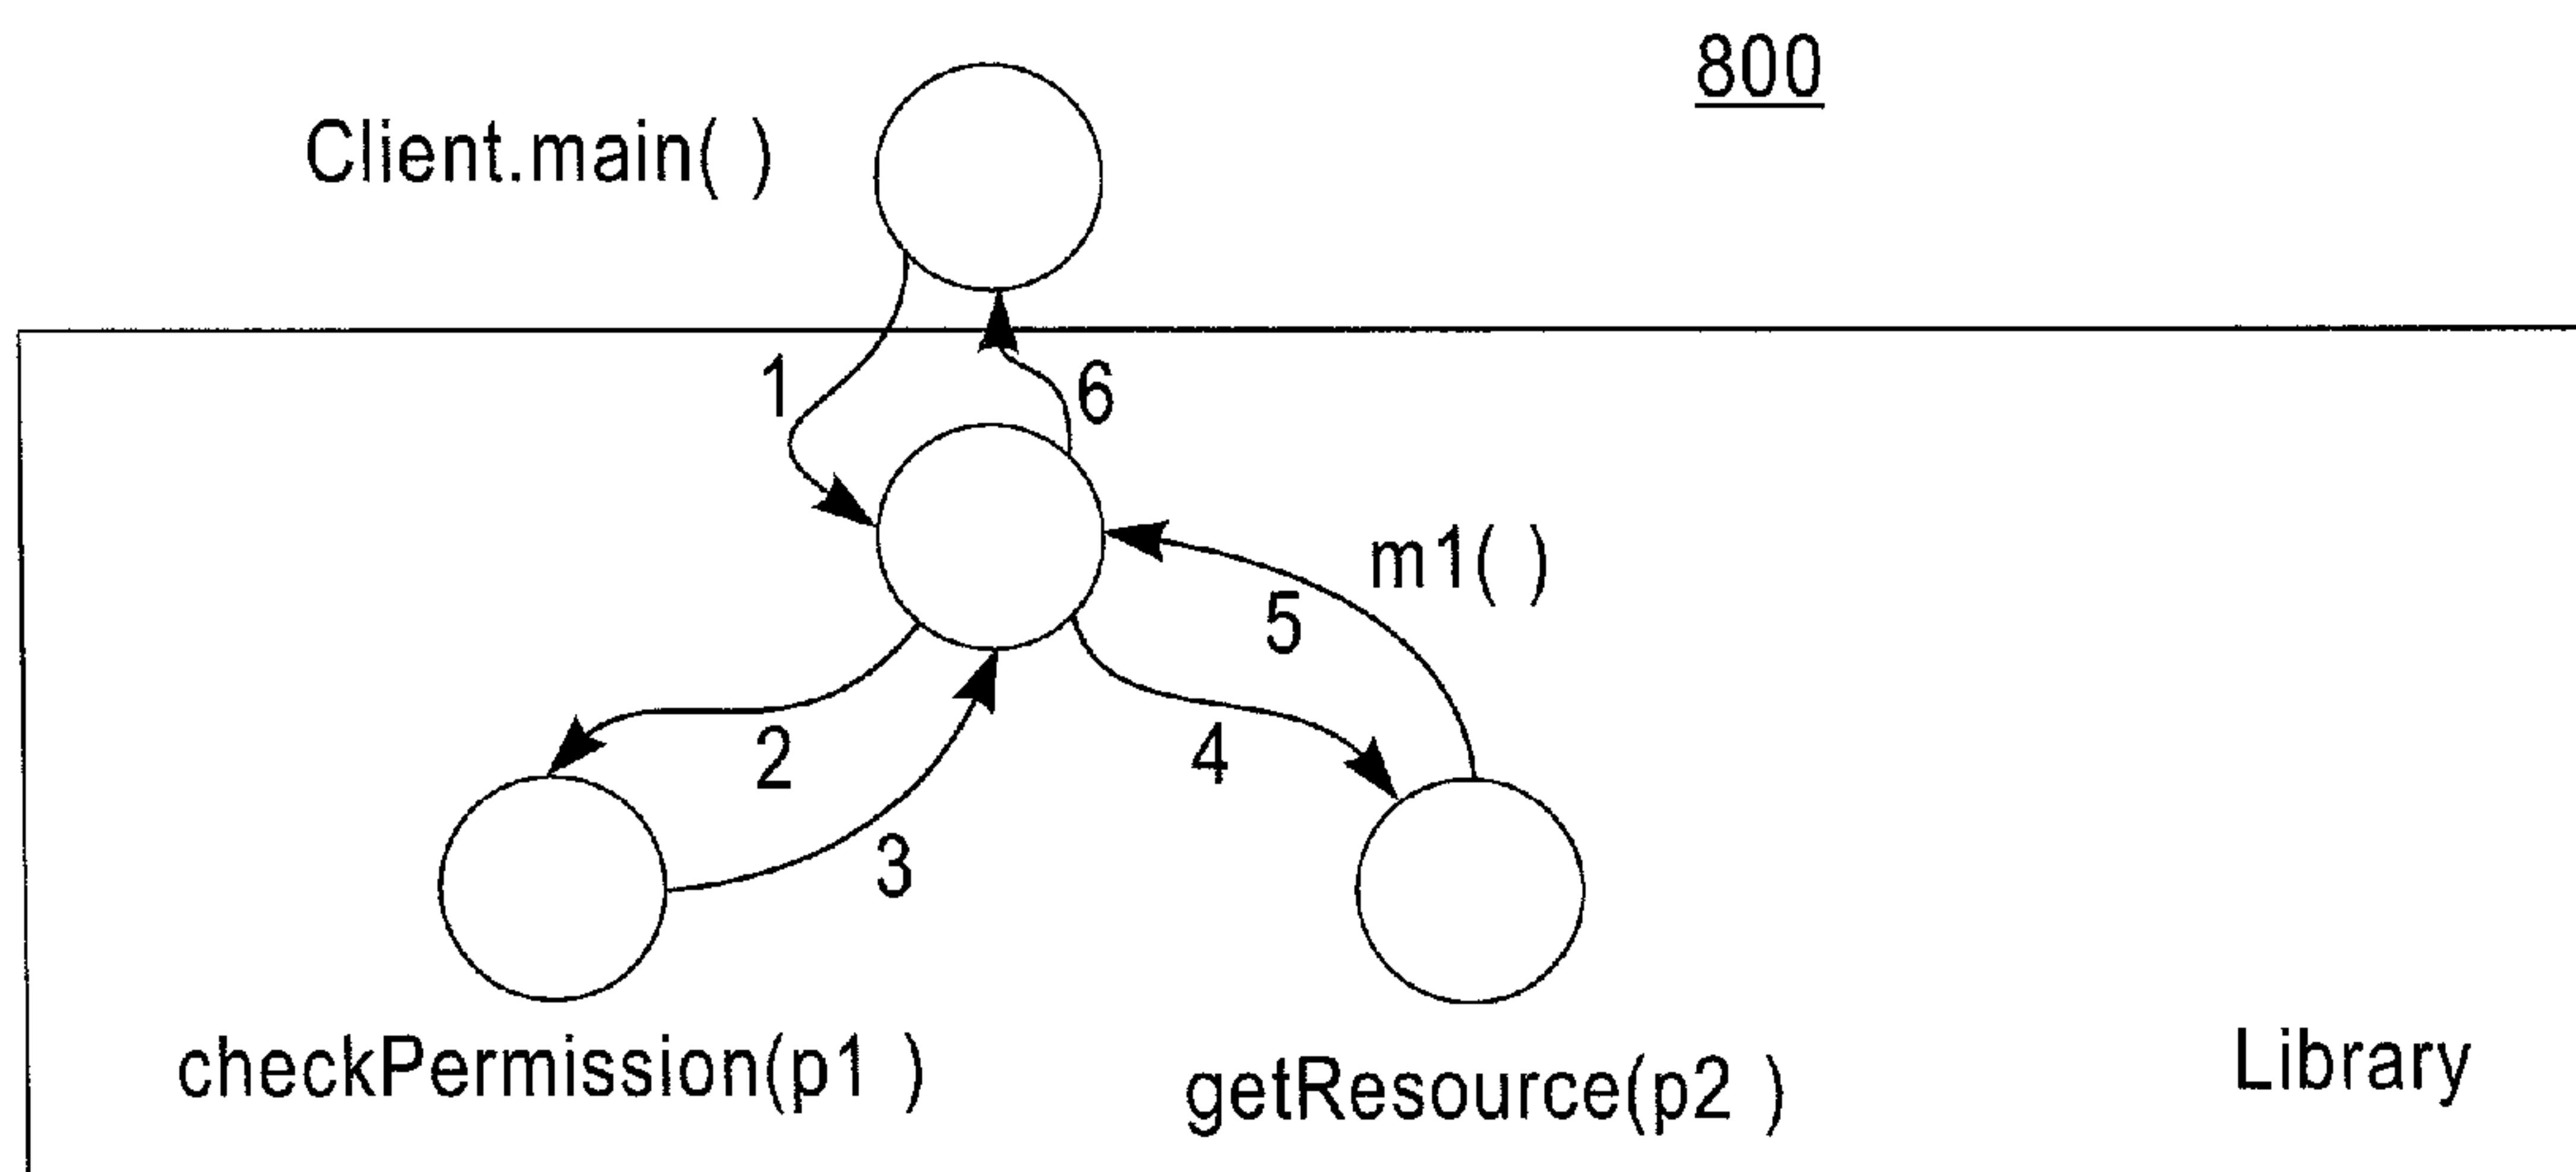 800
Client.main( )
1
6
m1( )
5
2
4
3
checkPermission(p1 )
getResource(p2 )
Library